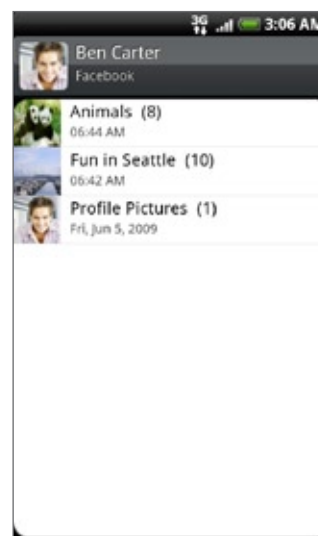 3G 3:06 AM
Ben Carter
Facebook
Animals (8)
06:44 AM
Fun in Seattle (10)
06:42 AM
Profile Pictures (1)
Fri, Jun 5, 2009